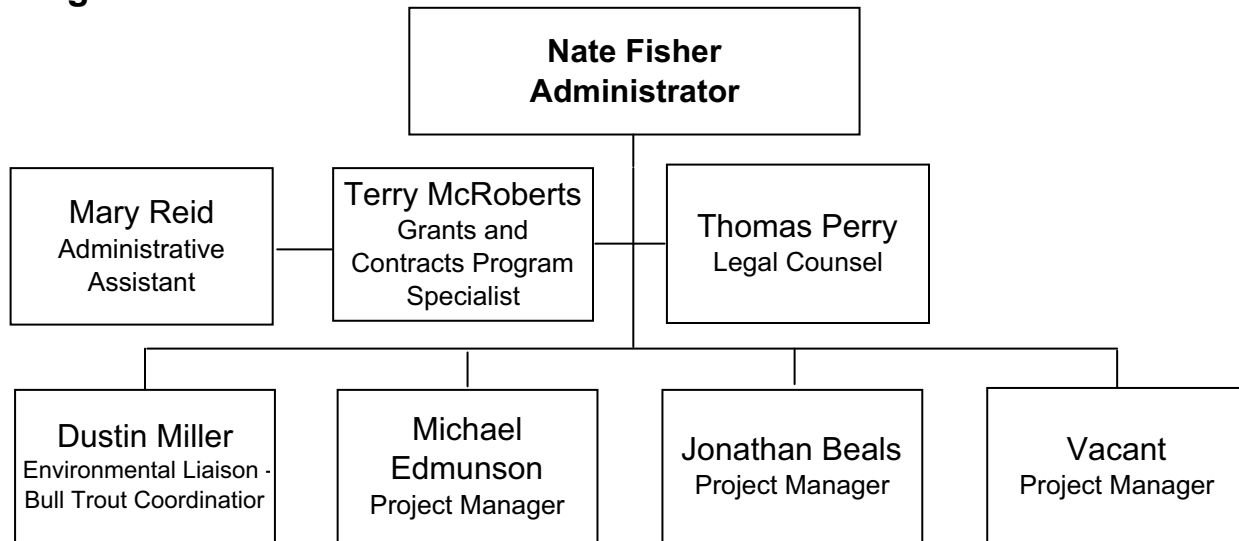 Nate Fisher
Administrator
Mary Reid
Administrative
Assistant
Terry McRoberts
Grants and
Contracts Program
Specialist
Thomas Perry
Legal Counsel
Dustin Miller
Environmental Liaison -
Bull Trout Coordinatior
Michael
Edmunson
Project Manager
Jonathan Beals
Project Manager
Vacant
Project Manager